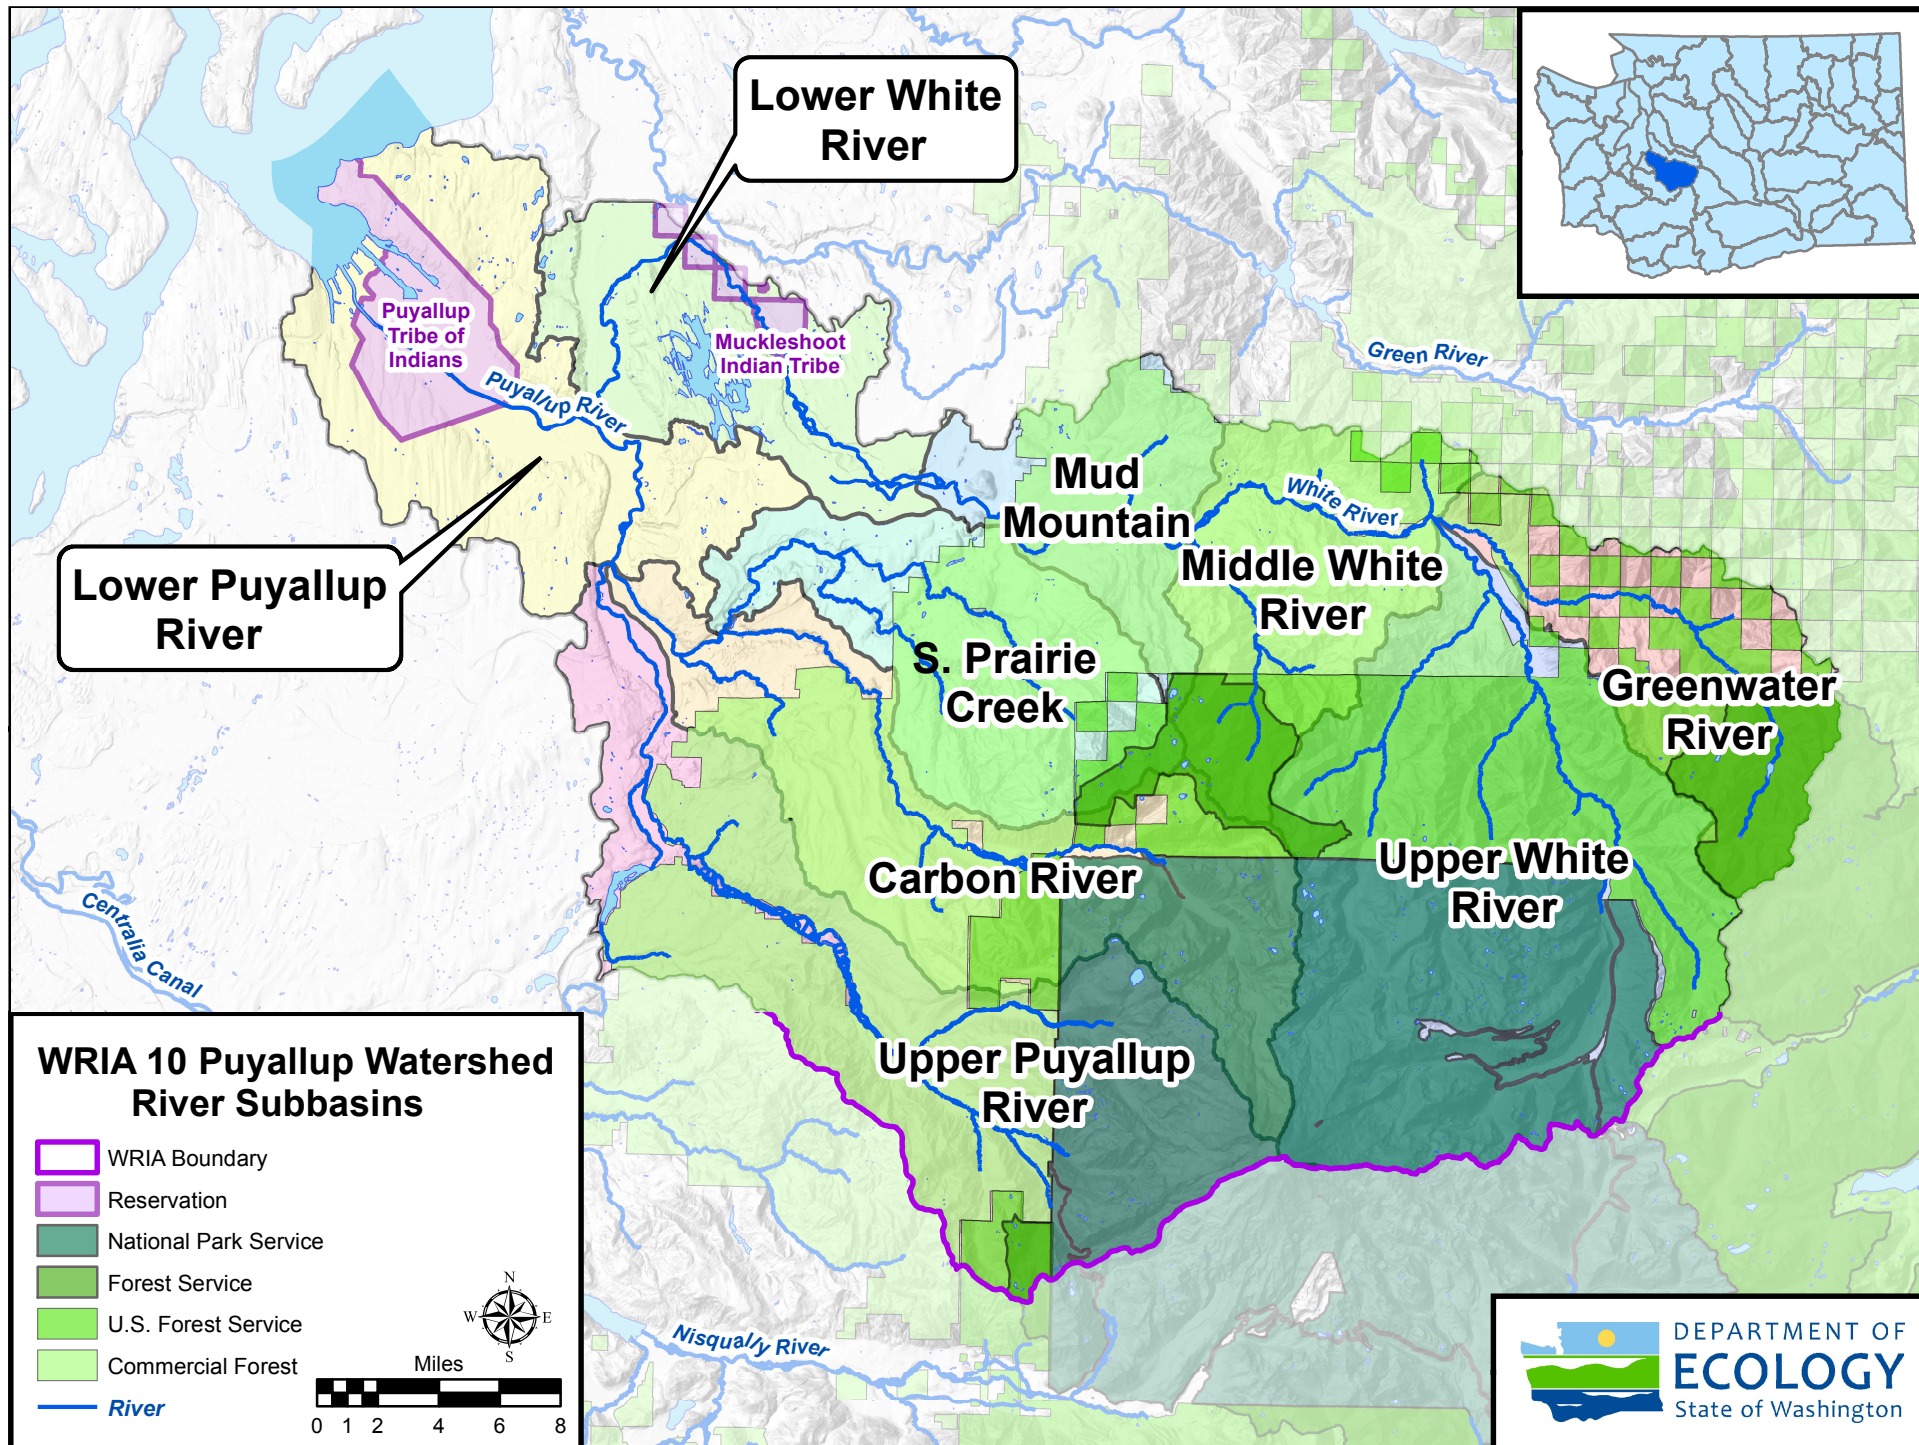 Lower White
River
Puyallup
Tribe of
Indians
Muckleshoot
Indian Tribe
Puyallup River
Green River
Lower Puyallup
River
Mud
Mountain
White River
Middle White
River
S. Prairie
Creek
Greenwater
River
Carbon River
Upper White
River
Centralia Canal
Upper Puyallup
River
Nisqually River
WRIA 10 Puyallup Watershed
River Subbasins
WRIA Boundary
Reservation
National Park Service
Forest Service
U.S. Forest Service
Commercial Forest
River
N
W E
S
Miles
0 1 2 4 6 8
DEPARTMENT OF
ECOLOGY
State of Washington